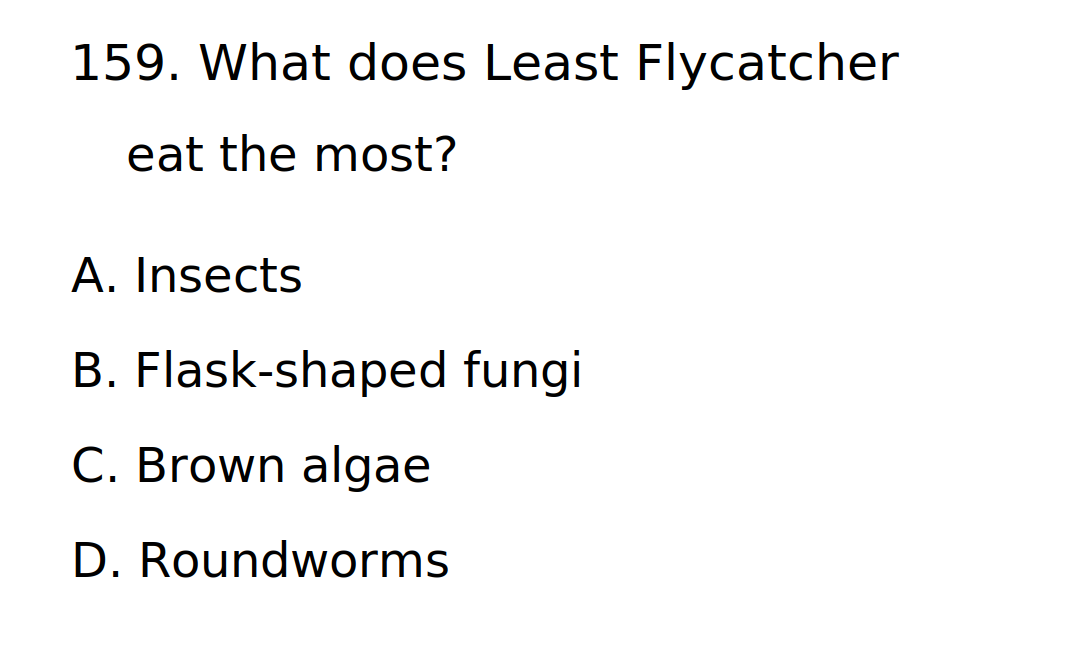 159. What does Least Flycatcher
eat the most?
A. Insects
B. Flask-shaped fungi
C. Brown algae
D. Roundworms